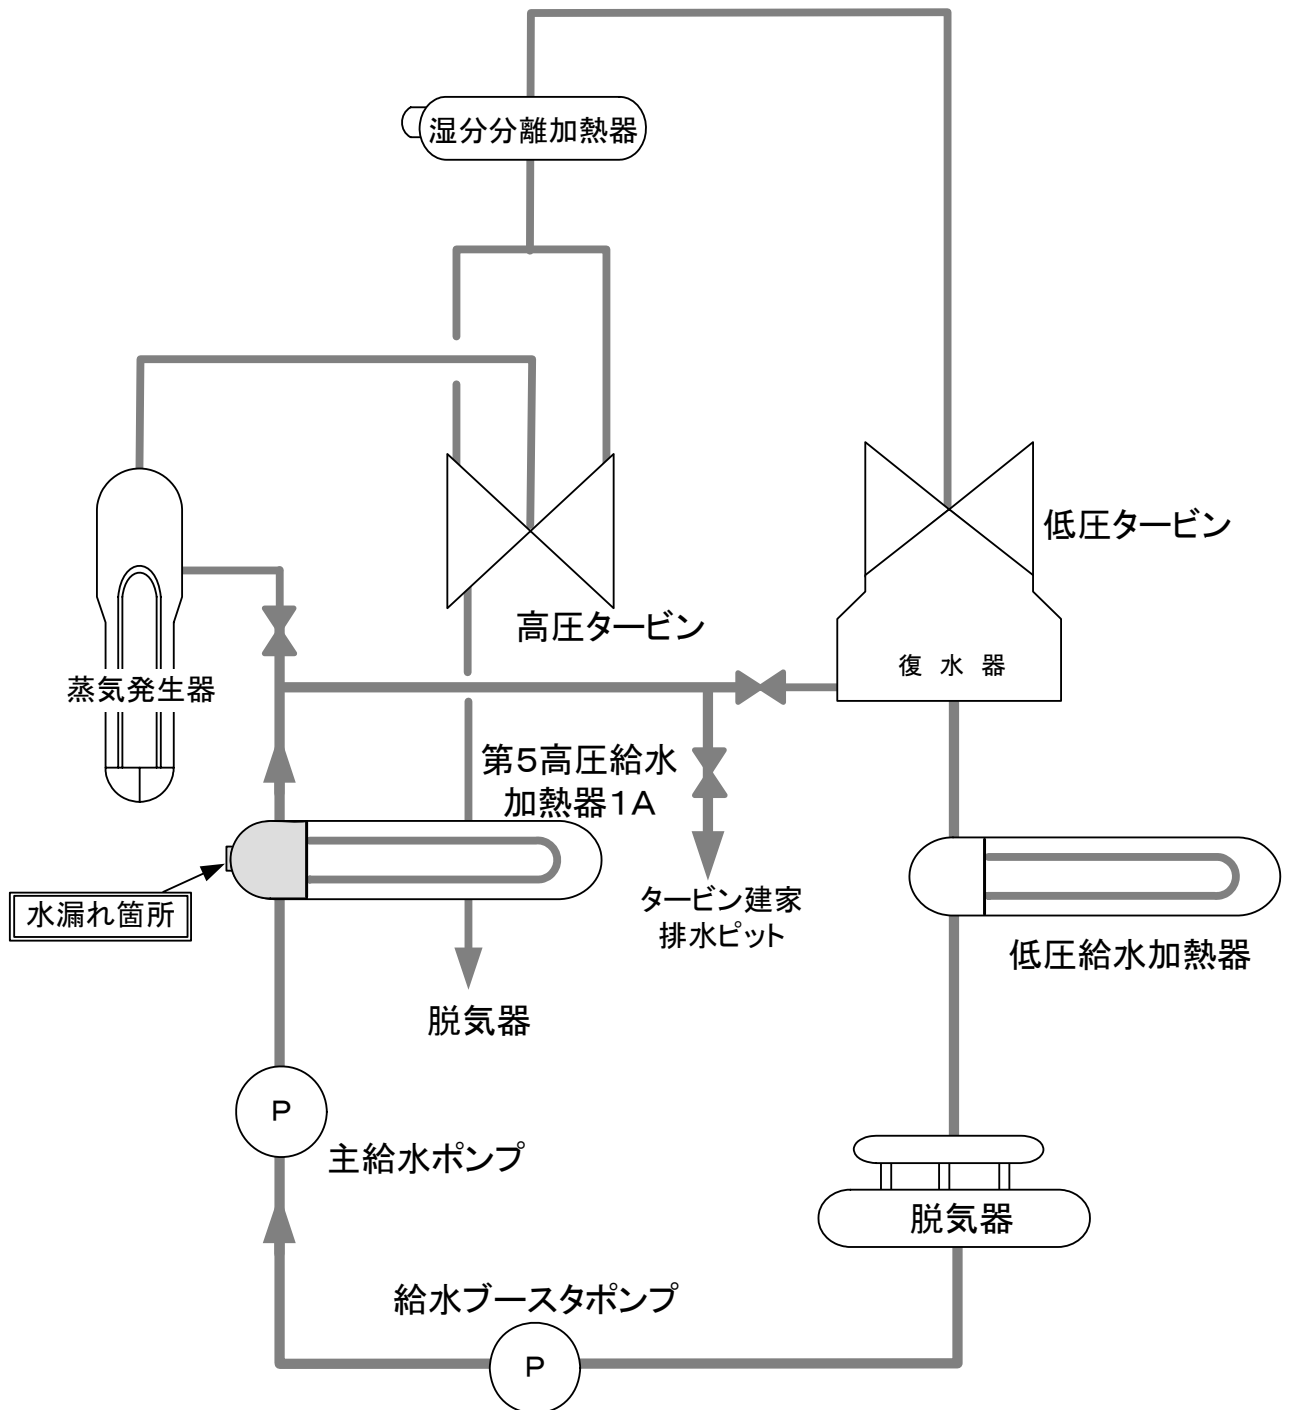 湿分分離加熱器
低圧タービン
高圧タービン
復水器
蒸気発生器
第5高圧給水
加熱器1A
水漏れ箇所
タービン建家
排水ピット
低圧給水加熱器
脱気器
P
主給水ポンプ
脱気器
給水ブースタポンプ
P